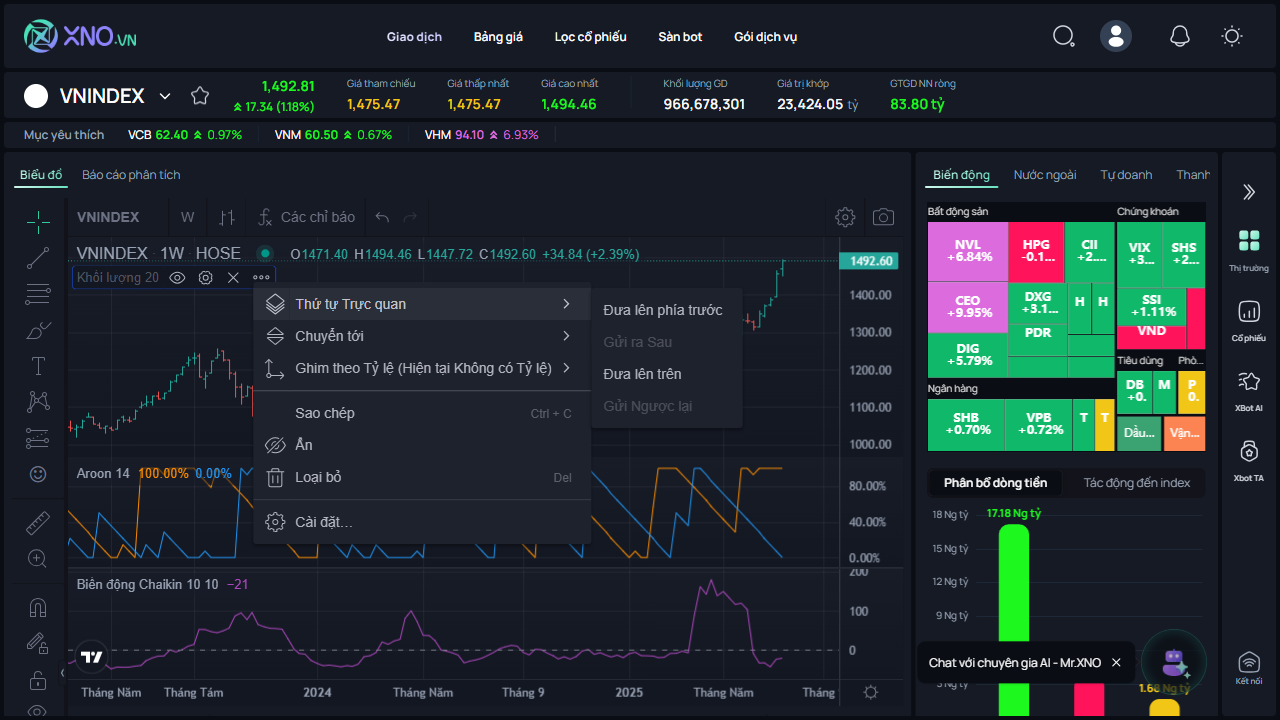 XNO.VN
Giao dịch
Bảng giá
Lọc cổ phiếu
Sàn bot
Gói dịch vụ
VNINDEX
1,492.81
17.34 (1.18%)
Giá tham chiếu
1,475.47
Giá thấp nhất
1,475.47
Giá cao nhất
1,494.46
Khối lượng GD
966,678,301
Giá trị khớp
23,424.05 tỷ
GTGD NN ròng
83.80 tỷ
Mục yêu thích
VCB 62.40 0.97%
VNM 60.50 0.67%
VHM 94.10 6.93%
Biểu đồ
Báo cáo phân tích
VNINDEX
W
Các chỉ báo
VNINDEX · 1W · HOSE
O1471.40 H1494.46 L1447.72 C1492.60 +34.84 (+2.39%)
Khối lượng 20
Thứ tự Trực quan
Chuyển tới
Ghim theo Tỷ lệ (Hiện tại Không có Tỷ lệ)
Sao chép
Ctrl + C
Ẩn
Loại bỏ
Del
Cài đặt...
Đưa lên phía trước
Gửi ra Sau
Đưa lên trên
Gửi Ngược lại
1492.60
1400.00
1300.00
1200.00
1100.00
1000.00
Aroon 14 100.00% 0.00%
80.00%
40.00%
0.00%
Biên động Chaikin 10 10 −21
200
100
0
Tháng Năm
Tháng Tám
2024
Tháng Năm
Tháng 9
2025
Tháng Năm
Tháng
Biến động
Nước ngoài
Tự doanh
Thanh
Bất động sản
NVL
+6.84%
HPG
-0.1...
CII
+2....
CEO
+9.95%
DXG
+3.1...
H
H
PDR
DIG
+5.79%
Chứng khoán
VIX
+3...
SHS
+2...
SSI
+1.11%
VND
Tiêu dùng
Phò...
DB
+0.
M
P
0.
Ngân hàng
SHB
+0.70%
VPB
+0.72%
T
T
Dầu...
Vận...
Phân bổ dòng tiền
Tác động đến index
18 Ng tỷ
17.18 Ng tỷ
15 Ng tỷ
12 Ng tỷ
9 Ng tỷ
Chat với chuyên gia AI - Mr.XNO
1.68 Ng tỷ
Thị trường
Cổ phiếu
XBot AI
Xbot TA
Kết nối